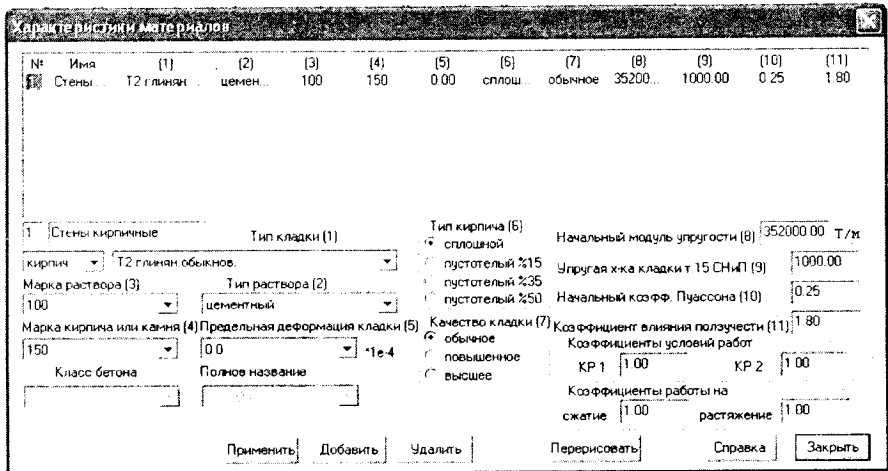 Характеристики материалов
№ Имя (1) (2) (3) (4) (5) (6) (7) (8) (9) (10) (11)
1 Стены... Т2 глинян... цемен... 100 150 0.00 сплош... обычное 35200... 1000.00 0.25 1.80
1 Стены кирпичные
Тип кладки (1)
кирпич Т2 глинян.обыкнов.
Марка раствора (3) Тип раствора (2)
100 цементный
Марка кирпича или камня (4) Предельная деформация кладки (5)
150 0.0 *1e-4
Класс бетона Полное название
Тип кирпича (6)
сплошной
пустотелый %15
пустотелый %35
пустотелый %50
Качество кладки (7)
обычное
повышенное
высшее
Начальный модуль упругости (8) 352000.00 Т/м
Упругая х-ка кладки т.15 СНиП (9) 1000.00
Начальный коэфф. Пуассона (10) 0.25
Коэффициент влияния ползучести (11) 1.80
Коэффициенты условий работ
КР 1 1.00 КР 2 1.00
Коэффициенты работы на
сжатие 1.00 растяжение 1.00
Применить Добавить Удалить Перерисовать Справка Закрыть